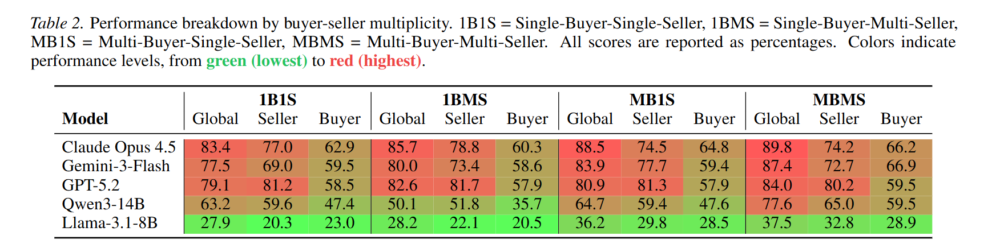 Table 2. Performance breakdown by buyer-seller multiplicity. 1B1S = Single-Buyer-Single-Seller, 1BMS = Single-Buyer-Multi-Seller,
MB1S = Multi-Buyer-Single-Seller, MBMS = Multi-Buyer-Multi-Seller. All scores are reported as percentages. Colors indicate
performance levels, from green (lowest) to red (highest).
1B1S 1BMS MB1S MBMS
Model Global Seller Buyer Global Seller Buyer Global Seller Buyer Global Seller Buyer
Claude Opus 4.5 83.4 77.0 62.9 85.7 78.8 60.3 88.5 74.5 64.8 89.8 74.2 66.2
Gemini-3-Flash 77.5 69.0 59.5 80.0 73.4 58.6 83.9 77.7 59.4 87.4 72.7 66.9
GPT-5.2 79.1 81.2 58.5 82.6 81.7 57.9 80.9 81.3 57.9 84.0 80.2 59.5
Qwen3-14B 63.2 59.6 47.4 50.1 51.8 35.7 64.7 59.4 47.6 77.6 65.0 59.5
Llama-3.1-8B 27.9 20.3 23.0 28.2 22.1 20.5 36.2 29.8 28.5 37.5 32.8 28.9